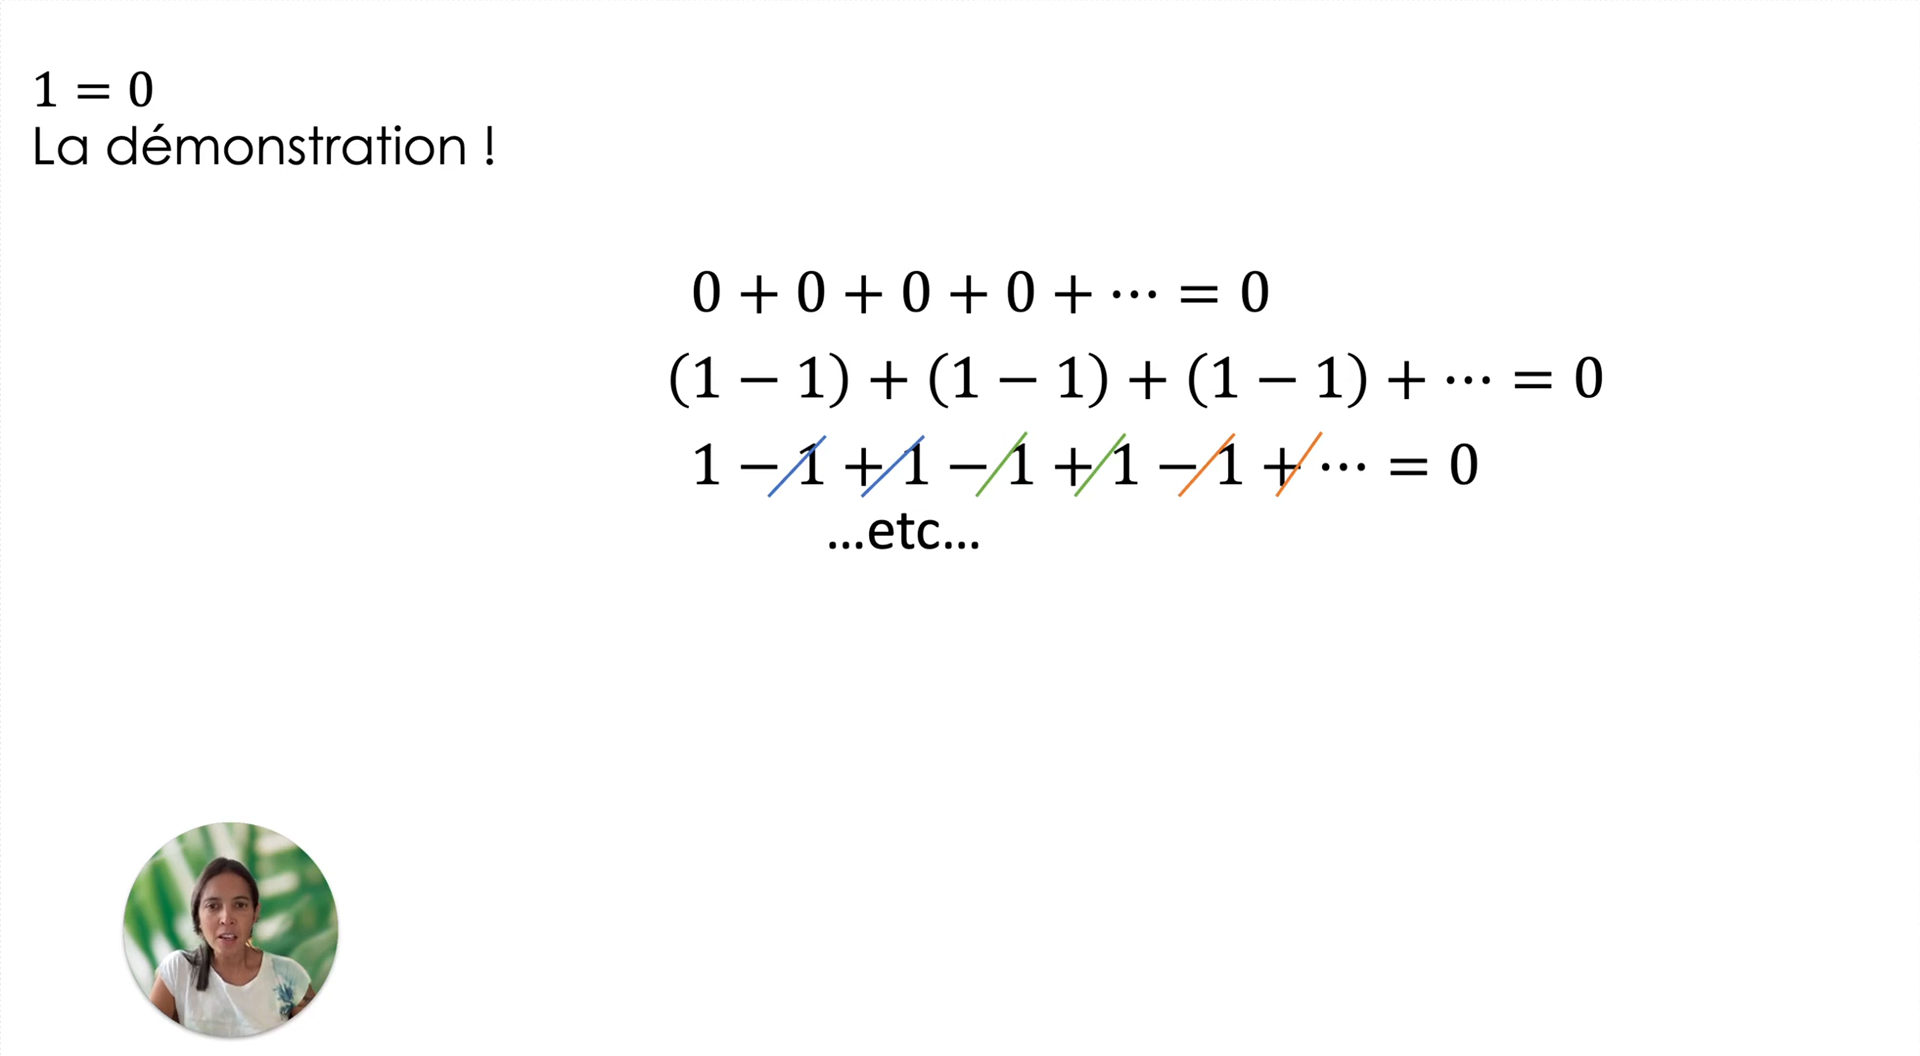 1 = 0
La démonstration !
0 + 0 + 0 + 0 + ⋯ = 0
(1 − 1) + (1 − 1) + (1 − 1) + ⋯ = 0
1 − 1 + 1 − 1 + 1 − 1 + ⋯ = 0
...etc...